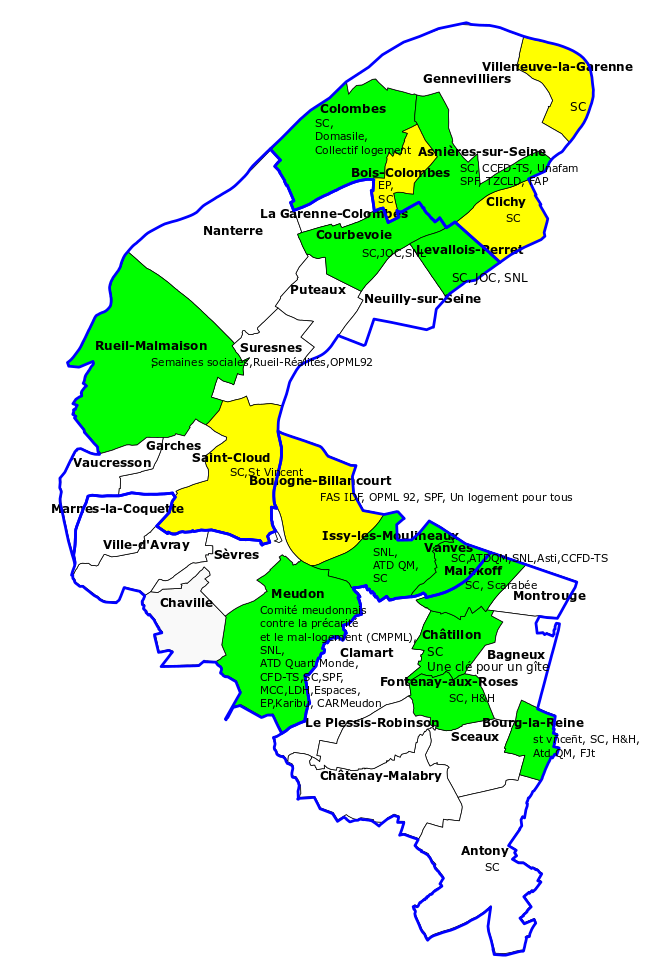 Villeneuve-la-Garenne
SC
Gennevilliers
Colombes
SC,
Domasile,
Collectif logement
Asnières-sur-Seine
SC, CCFD-TS, Unafam
SPF, TZCLD, FAP
Bois-Colombes
EP,
SC
Clichy
SC
La Garenne-Colombes
Nanterre
Courbevoie
SC,JOC,SNL
Levallois-Perret
SC, JOC, SNL
Puteaux
Neuilly-sur-Seine
Rueil-Malmaison
Semaines sociales,Rueil-Réalités,OPML92
Suresnes
Garches
Saint-Cloud
SC,St Vincent
Vaucresson
Boulogne-Billancourt
FAS IDF, OPML 92, SPF, Un logement pour tous
Marnes-la-Coquette
Ville-d'Avray
Sèvres
Issy-les-Moulineaux
SNL,
ATD QM,
SC
Vanves
SC,ATDQM,SNL,Asti,CCFD-TS
Malakoff
SC, Scarabée
Montrouge
Chaville
Meudon
Comité meudonnais
contre la précarité
et le mal-logement (CMPML),
SNL,
ATD Quart Monde,
CFD-TS,SC,SPF,
MCC,LDH,Espaces,
EP,Karibu, CARMeudon
Clamart
Châtillon
SC
Une clé pour un gîte
Bagneux
Fontenay-aux-Roses
SC, H&H
Le Plessis-Robinson
Sceaux
Bourg-la-Reine
st vnceñt, SC, H&H,
Atd QM, FJt
Châtenay-Malabry
Antony
SC